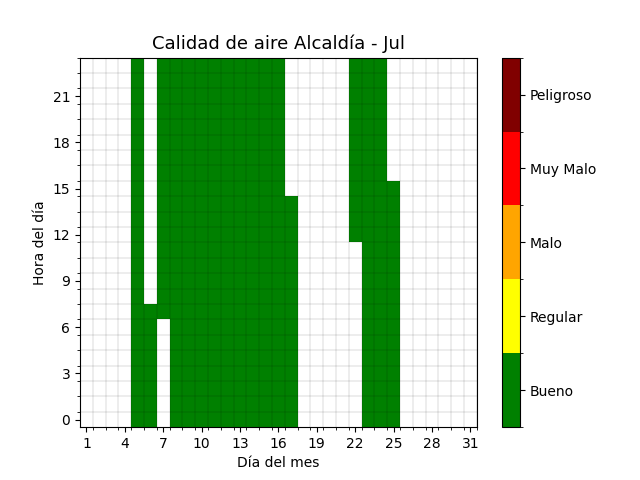 Calidad de aire Alcaldía - Jul
Hora del día
21
18
15
12
9
6
3
0
1 4 7 10 13 16 19 22 25 28 31
Día del mes
Peligroso
Muy Malo
Malo
Regular
Bueno